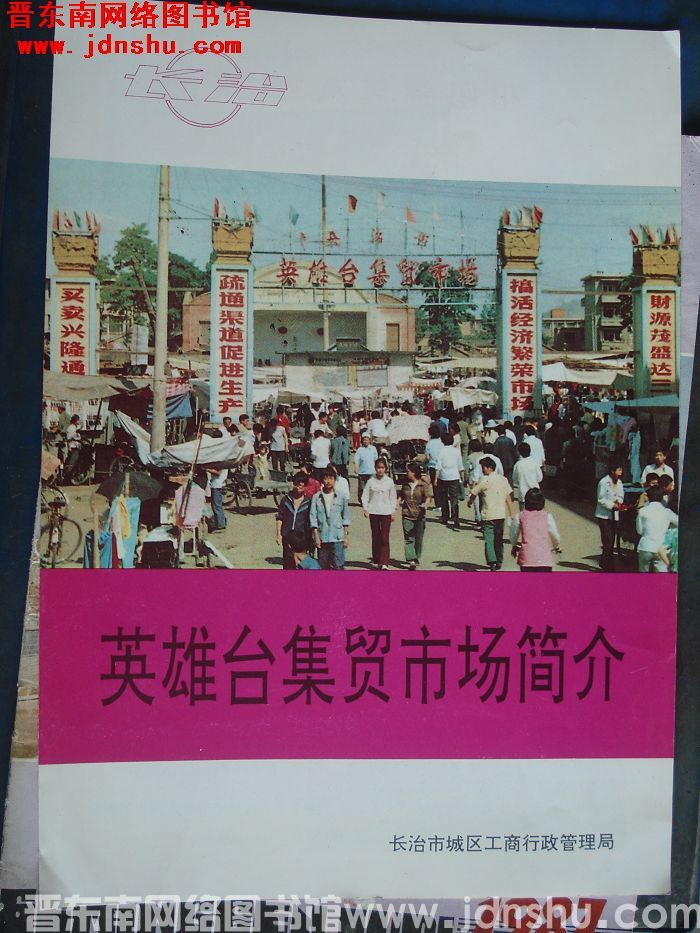 晋东南网络图书馆
www.jdnshu.com
长治
长治市
英雄台集贸市场
买卖兴隆通
疏通渠道促进生产
搞活经济繁荣市场
财源茂盛达
英雄台集贸市场简介
长治市城区工商行政管理局
晋东南网络图书馆www.jdnshu.com